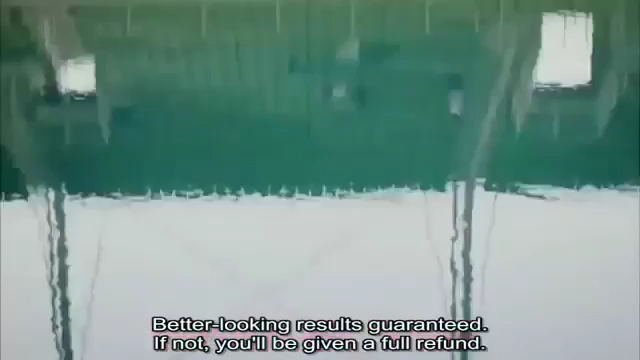 Better-looking results guaranteed.
If not, you'll be given a full refund.